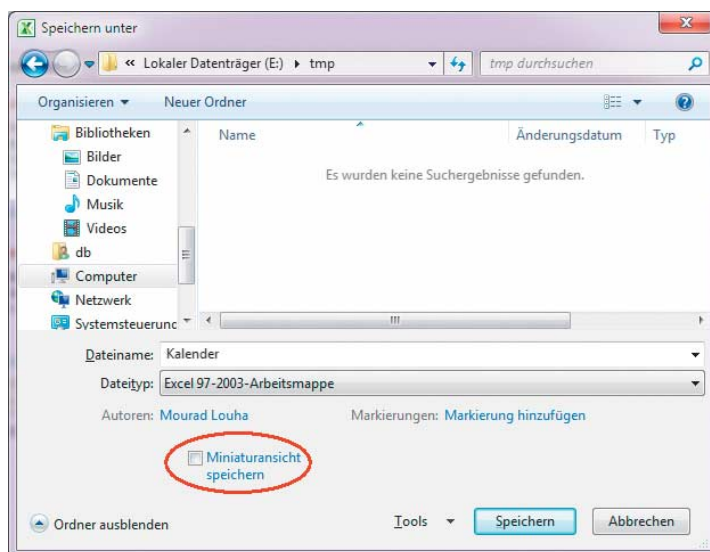 Speichern unter
« Lokaler Datenträger (E:) ▸ tmp
tmp durchsuchen
Organisieren
Neuer Ordner
Bibliotheken
Bilder
Dokumente
Musik
Videos
db
Computer
Netzwerk
Systemsteuerung
Name
Änderungsdatum
Typ
Es wurden keine Suchergebnisse gefunden.
Dateiname: Kalender
Dateityp: Excel 97-2003-Arbeitsmappe
Autoren: Mourad Louha
Markierungen: Markierung hinzufügen
Miniaturansicht
speichern
Ordner ausblenden
Tools
Speichern
Abbrechen